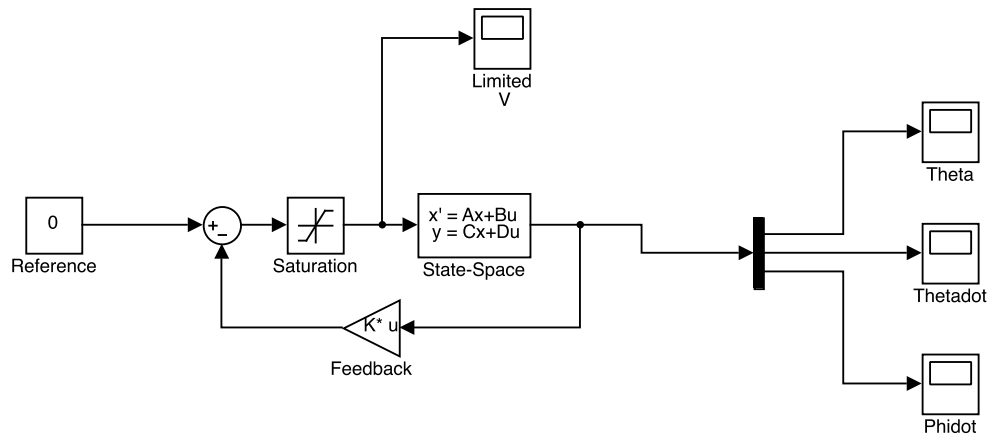 Limited
V
Theta
0
Reference
+
−
Saturation
x' = Ax+Bu
y = Cx+Du
State-Space
Thetadot
K* u
Feedback
Phidot